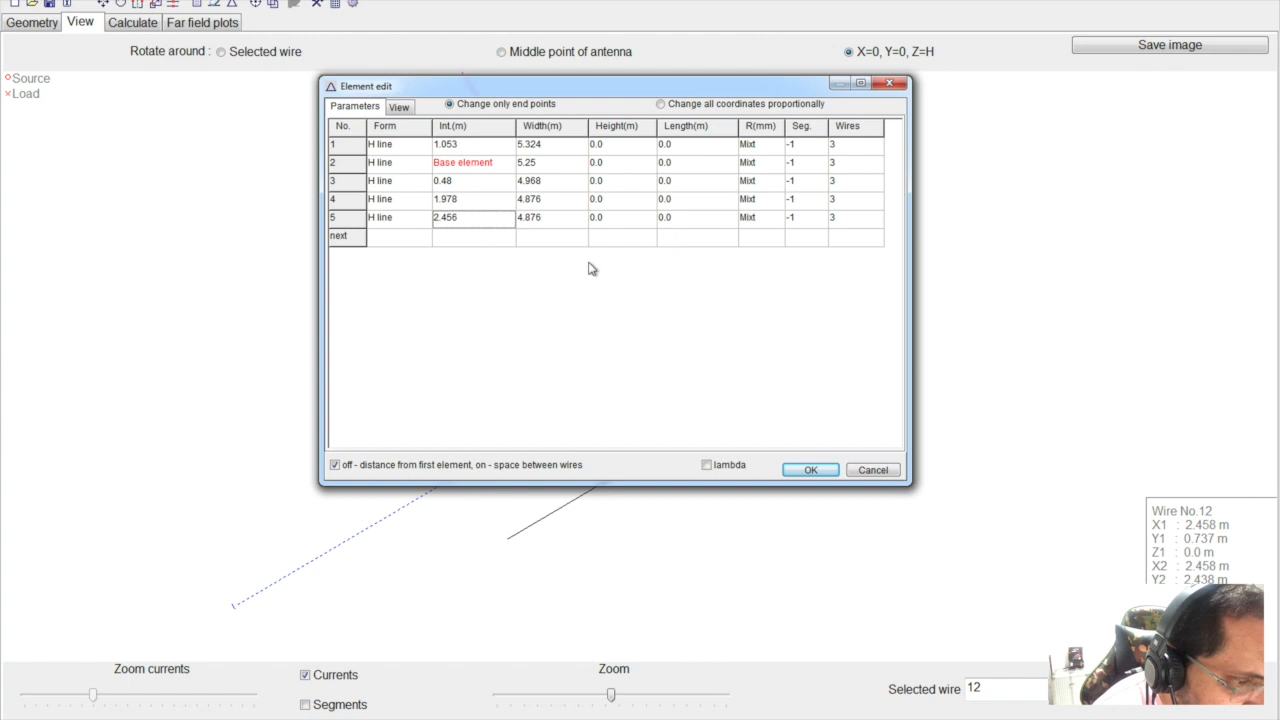 Geometry View Calculate Far field plots
Rotate around : Selected wire Middle point of antenna X=0, Y=0, Z=H Save image
Source
Load
Element edit
Parameters View Change only end points Change all coordinates proportionally
No. Form Int.(m) Width(m) Height(m) Length(m) R(mm) Seg. Wires
1 H line 1.053 5.324 0.0 0.0 Mixt -1 3
2 H line Base element 5.25 0.0 0.0 Mixt -1 3
3 H line 0.48 4.968 0.0 0.0 Mixt -1 3
4 H line 1.978 4.876 0.0 0.0 Mixt -1 3
5 H line 2.456 4.876 0.0 0.0 Mixt -1 3
next
off - distance from first element, on - space between wires lambda OK Cancel
Wire No.12
X1 : 2.458 m
Y1 : 0.737 m
Z1 : 0.0 m
X2 : 2.458 m
Y2 : 2.438 m
Zoom currents Currents Zoom
Selected wire 12
Segments